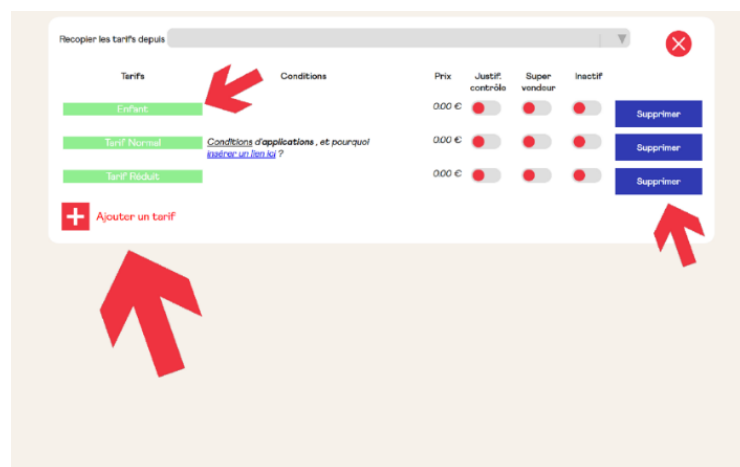 Recopier les tarifs depuis
Tarifs Conditions Prix Justif. contrôle Super vendeur Inactif
Enfant 0.00 € Supprimer
Tarif Normal Conditions d'applications , et pourquoi insérer un lien ici ? 0.00 € Supprimer
Tarif Réduit 0.00 € Supprimer
Ajouter un tarif